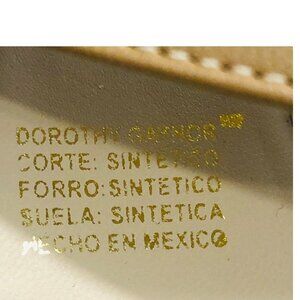 DOROTHY GAYNOR
CORTE: SINTETICO
FORRO: SINTETICO
SUELA: SINTETICA
HECHO EN MEXICO